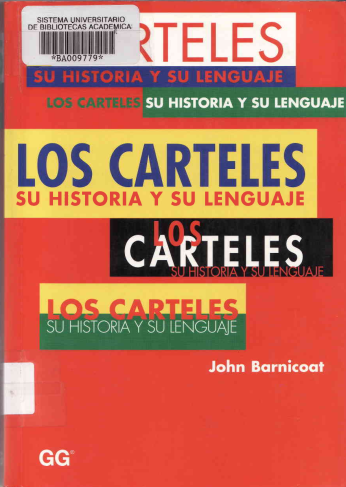 SISTEMA UNIVERSITARIO
DE BIBLIOTECAS ACADEMICA
*BA009779*
CARTELES
SU HISTORIA Y SU LENGUAJE
LOS CARTELES SU HISTORIA Y SU LENGUAJE
LOS CARTELES
SU HISTORIA Y SU LENGUAJE
LOS
CARTELES
SU HISTORIA Y SU LENGUAJE
LOS CARTELES
SU HISTORIA Y SU LENGUAJE
John Barnicoat
GG®